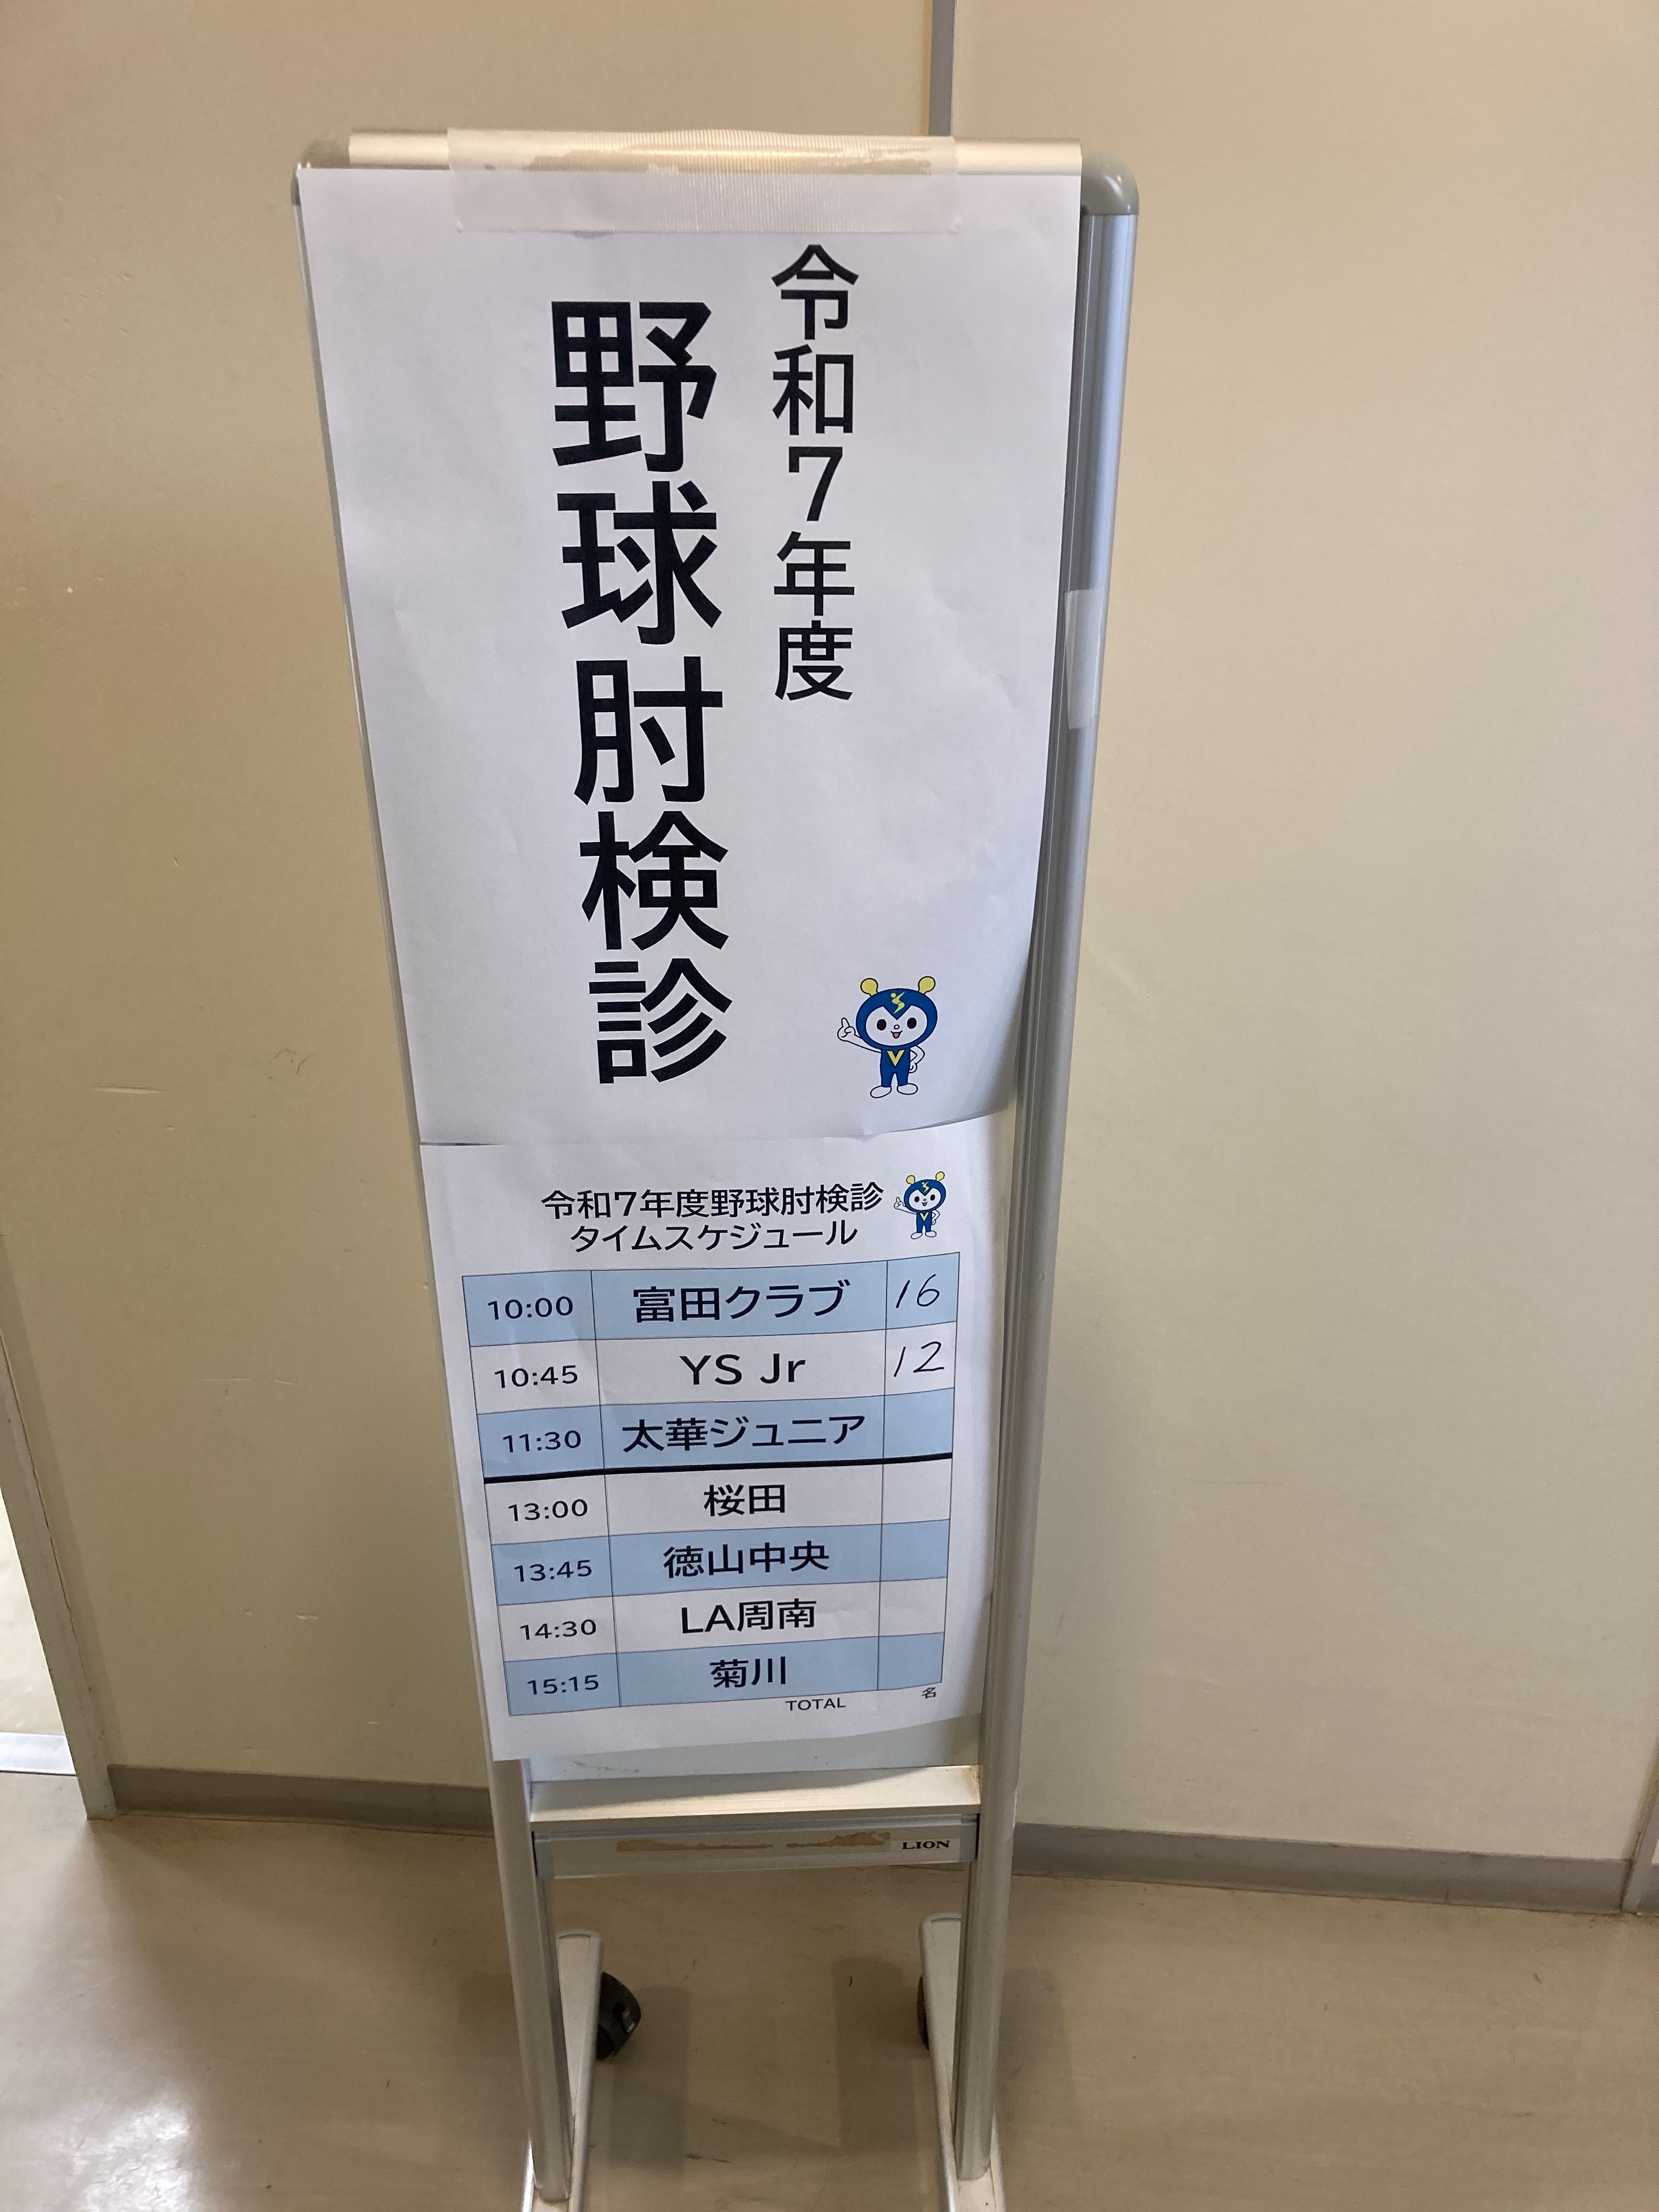 令和7年度
野球肘検診
令和7年度野球肘検診
タイムスケジュール
10:00 富田クラブ 16
10:45 YS Jr 12
11:30 太華ジュニア
13:00 桜田
13:45 徳山中央
14:30 LA周南
15:15 菊川
TOTAL 名
LION